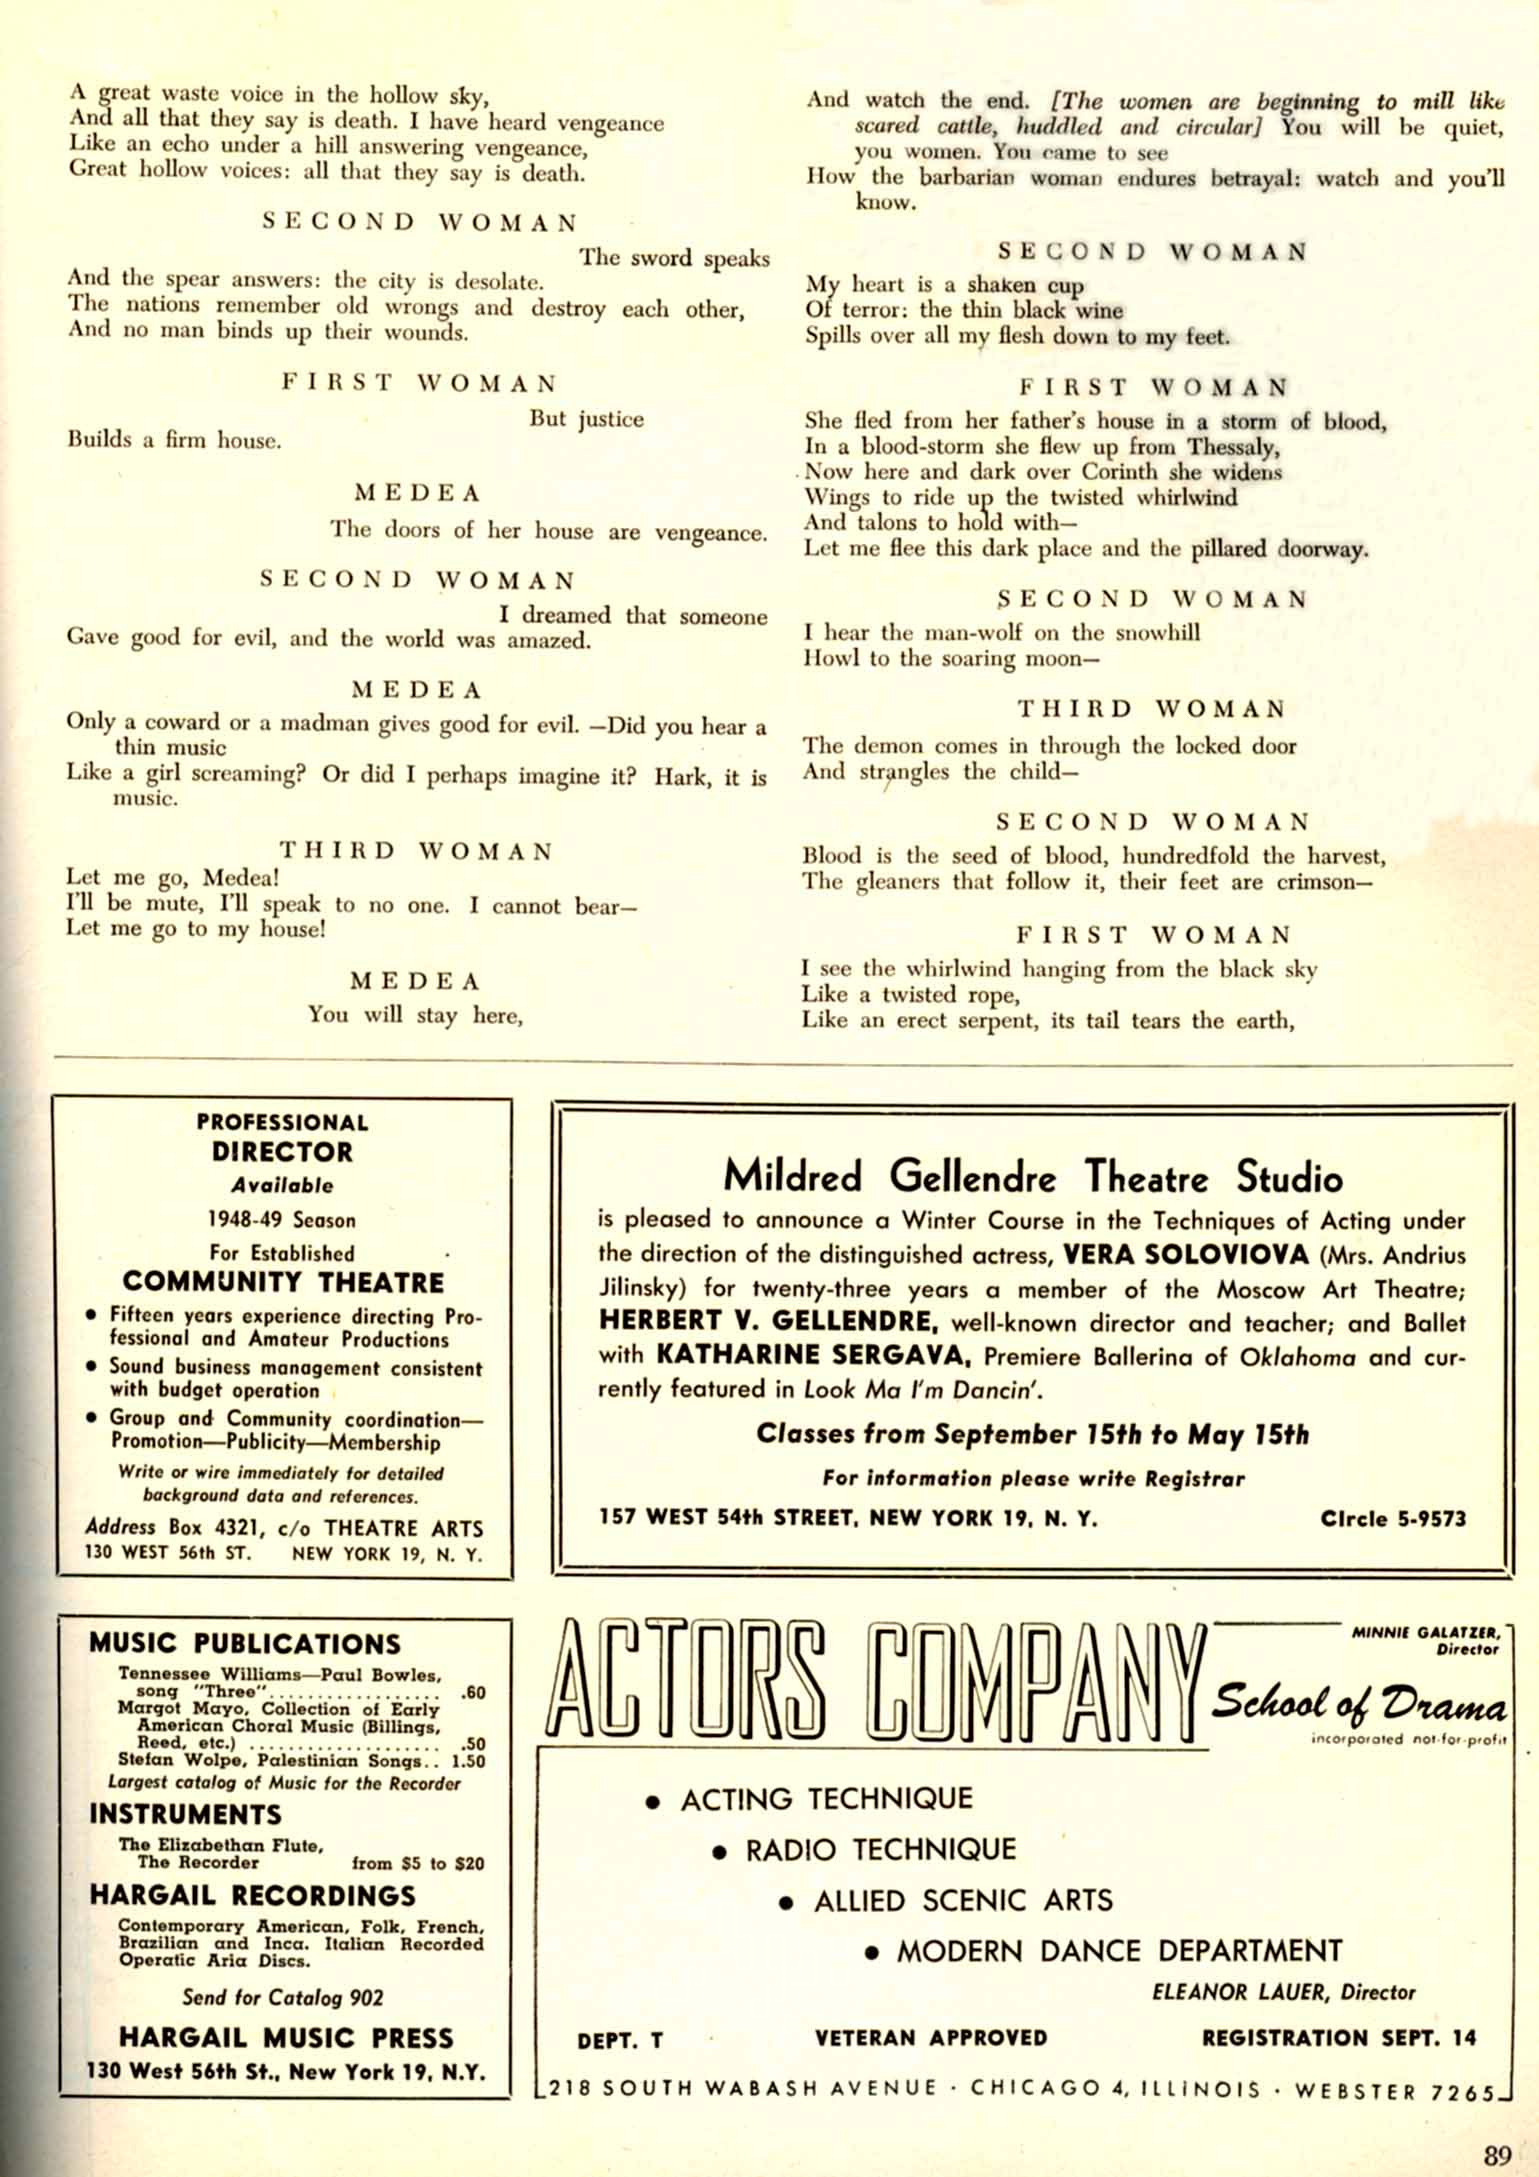 A great waste voice in the hollow sky,
And all that they say is death. I have heard vengeance
Like an echo under a hill answering vengeance,
Great hollow voices: all that they say is death.
SECOND WOMAN
The sword speaks
And the spear answers: the city is desolate.
The nations remember old wrongs and destroy each other,
And no man binds up their wounds.
FIRST WOMAN
But justice
Builds a firm house.
MEDEA
The doors of her house are vengeance.
SECOND WOMAN
I dreamed that someone
Gave good for evil, and the world was amazed.
MEDEA
Only a coward or a madman gives good for evil. —Did you hear a
thin music
Like a girl screaming? Or did I perhaps imagine it? Hark, it is
music.
THIRD WOMAN
Let me go, Medea!
I'll be mute, I'll speak to no one. I cannot bear—
Let me go to my house!
MEDEA
You will stay here,
And watch the end. [The women are beginning to mill like
scared cattle, huddled and circular] You will be quiet,
you women. You came to see
How the barbarian woman endures betrayal: watch and you'll
know.
SECOND WOMAN
My heart is a shaken cup
Of terror: the thin black wine
Spills over all my flesh down to my feet.
FIRST WOMAN
She fled from her father's house in a storm of blood,
In a blood-storm she flew up from Thessaly,
Now here and dark over Corinth she widens
Wings to ride up the twisted whirlwind
And talons to hold with—
Let me flee this dark place and the pillared doorway.
SECOND WOMAN
I hear the man-wolf on the snowhill
Howl to the soaring moon—
THIRD WOMAN
The demon comes in through the locked door
And strangles the child—
SECOND WOMAN
Blood is the seed of blood, hundredfold the harvest,
The gleaners that follow it, their feet are crimson—
FIRST WOMAN
I see the whirlwind hanging from the black sky
Like a twisted rope,
Like an erect serpent, its tail tears the earth,
PROFESSIONAL
DIRECTOR
Available
1948-49 Season
For Established
COMMUNITY THEATRE
• Fifteen years experience directing Pro-
fessional and Amateur Productions
• Sound business management consistent
with budget operation
• Group and Community coordination—
Promotion—Publicity—Membership
Write or wire immediately for detailed
background data and references.
Address Box 4321, c/o THEATRE ARTS
130 WEST 56th ST. NEW YORK 19, N. Y.
Mildred Gellendre Theatre Studio
is pleased to announce a Winter Course in the Techniques of Acting under
the direction of the distinguished actress, VERA SOLOVIOVA (Mrs. Andrius
Jilinsky) for twenty-three years a member of the Moscow Art Theatre;
HERBERT V. GELLENDRE, well-known director and teacher; and Ballet
with KATHARINE SERGAVA, Premiere Ballerina of Oklahoma and cur-
rently featured in Look Ma I'm Dancin'.
Classes from September 15th to May 15th
For information please write Registrar
157 WEST 54th STREET, NEW YORK 19, N. Y. CIrcle 5-9573
MUSIC PUBLICATIONS
Tennessee Williams—Paul Bowles,
song "Three".................. .60
Margot Mayo, Collection of Early
American Choral Music (Billings,
Reed, etc.) .................... .50
Stefan Wolpe, Palestinian Songs.. 1.50
Largest catalog of Music for the Recorder
INSTRUMENTS
The Elizabethan Flute,
The Recorder from $5 to $20
HARGAIL RECORDINGS
Contemporary American, Folk, French,
Brazilian and Inca. Italian Recorded
Operatic Aria Discs.
Send for Catalog 902
HARGAIL MUSIC PRESS
130 West 56th St., New York 19, N.Y.
ACTORS COMPANY
MINNIE GALATZER,
Director
School of Drama
incorporated not-for-profit
• ACTING TECHNIQUE
• RADIO TECHNIQUE
• ALLIED SCENIC ARTS
• MODERN DANCE DEPARTMENT
ELEANOR LAUER, Director
DEPT. T VETERAN APPROVED REGISTRATION SEPT. 14
218 SOUTH WABASH AVENUE · CHICAGO 4, ILLINOIS · WEBSTER 7265
89